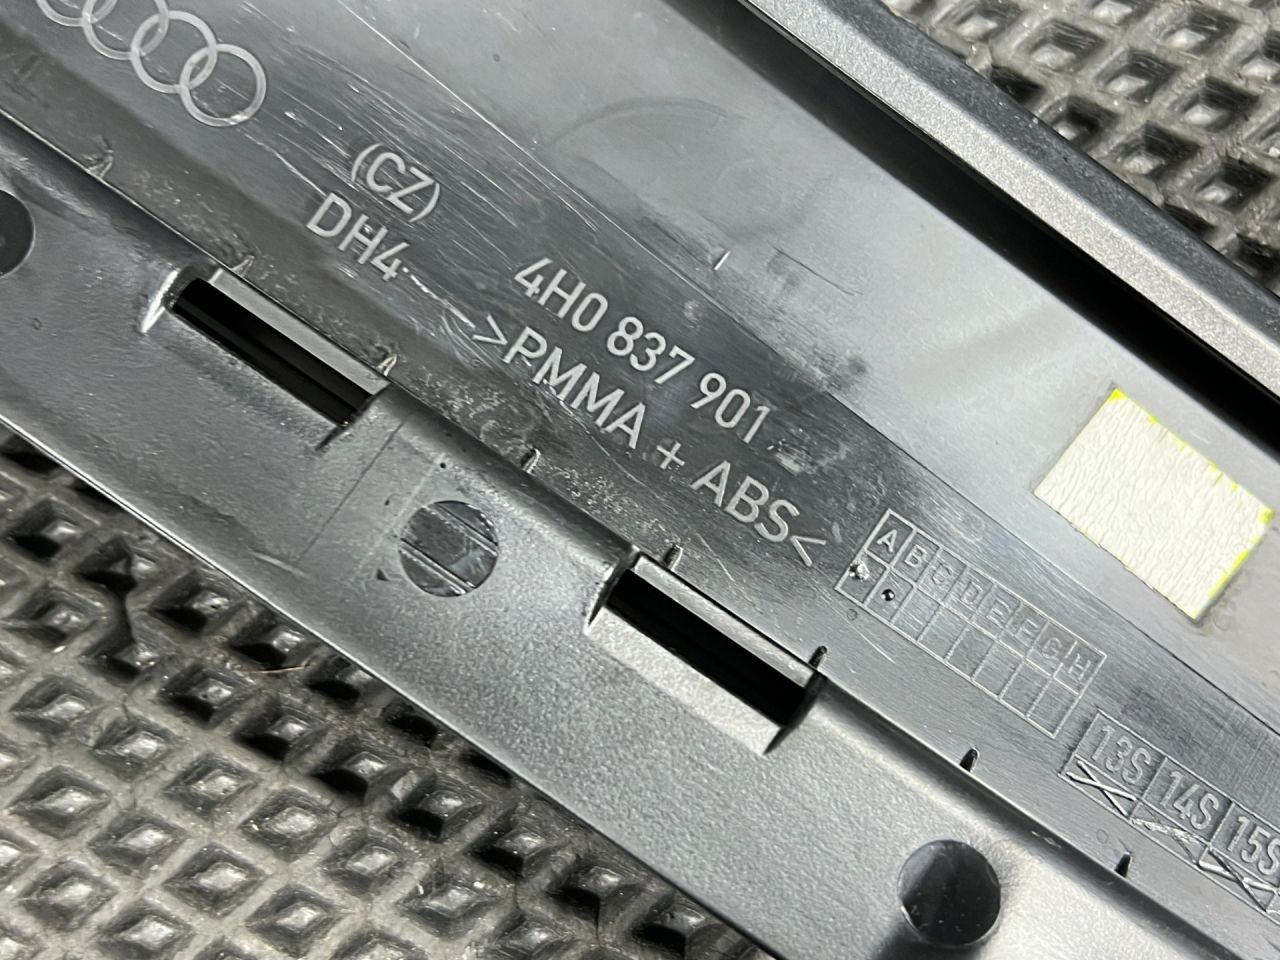 (CZ)
DH4
4H0 837 901
>PMMA + ABS<
A B C D E F G H
13S 14S 15S